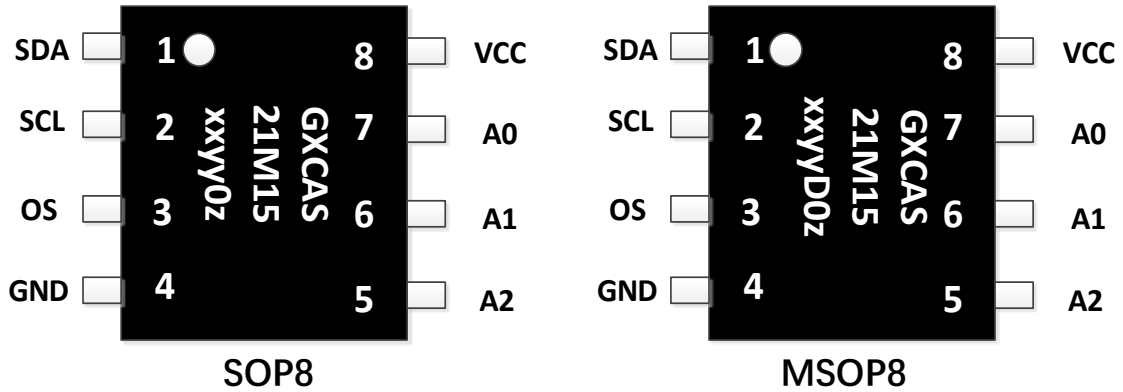 SDA 1 8 VCC
SCL 2 7 A0
OS 3 6 A1
GND 4 5 A2
GXCAS
21M15
xxyy0z
SOP8
SDA 1 8 VCC
SCL 2 7 A0
OS 3 6 A1
GND 4 5 A2
GXCAS
21M15
xxyyD0z
MSOP8